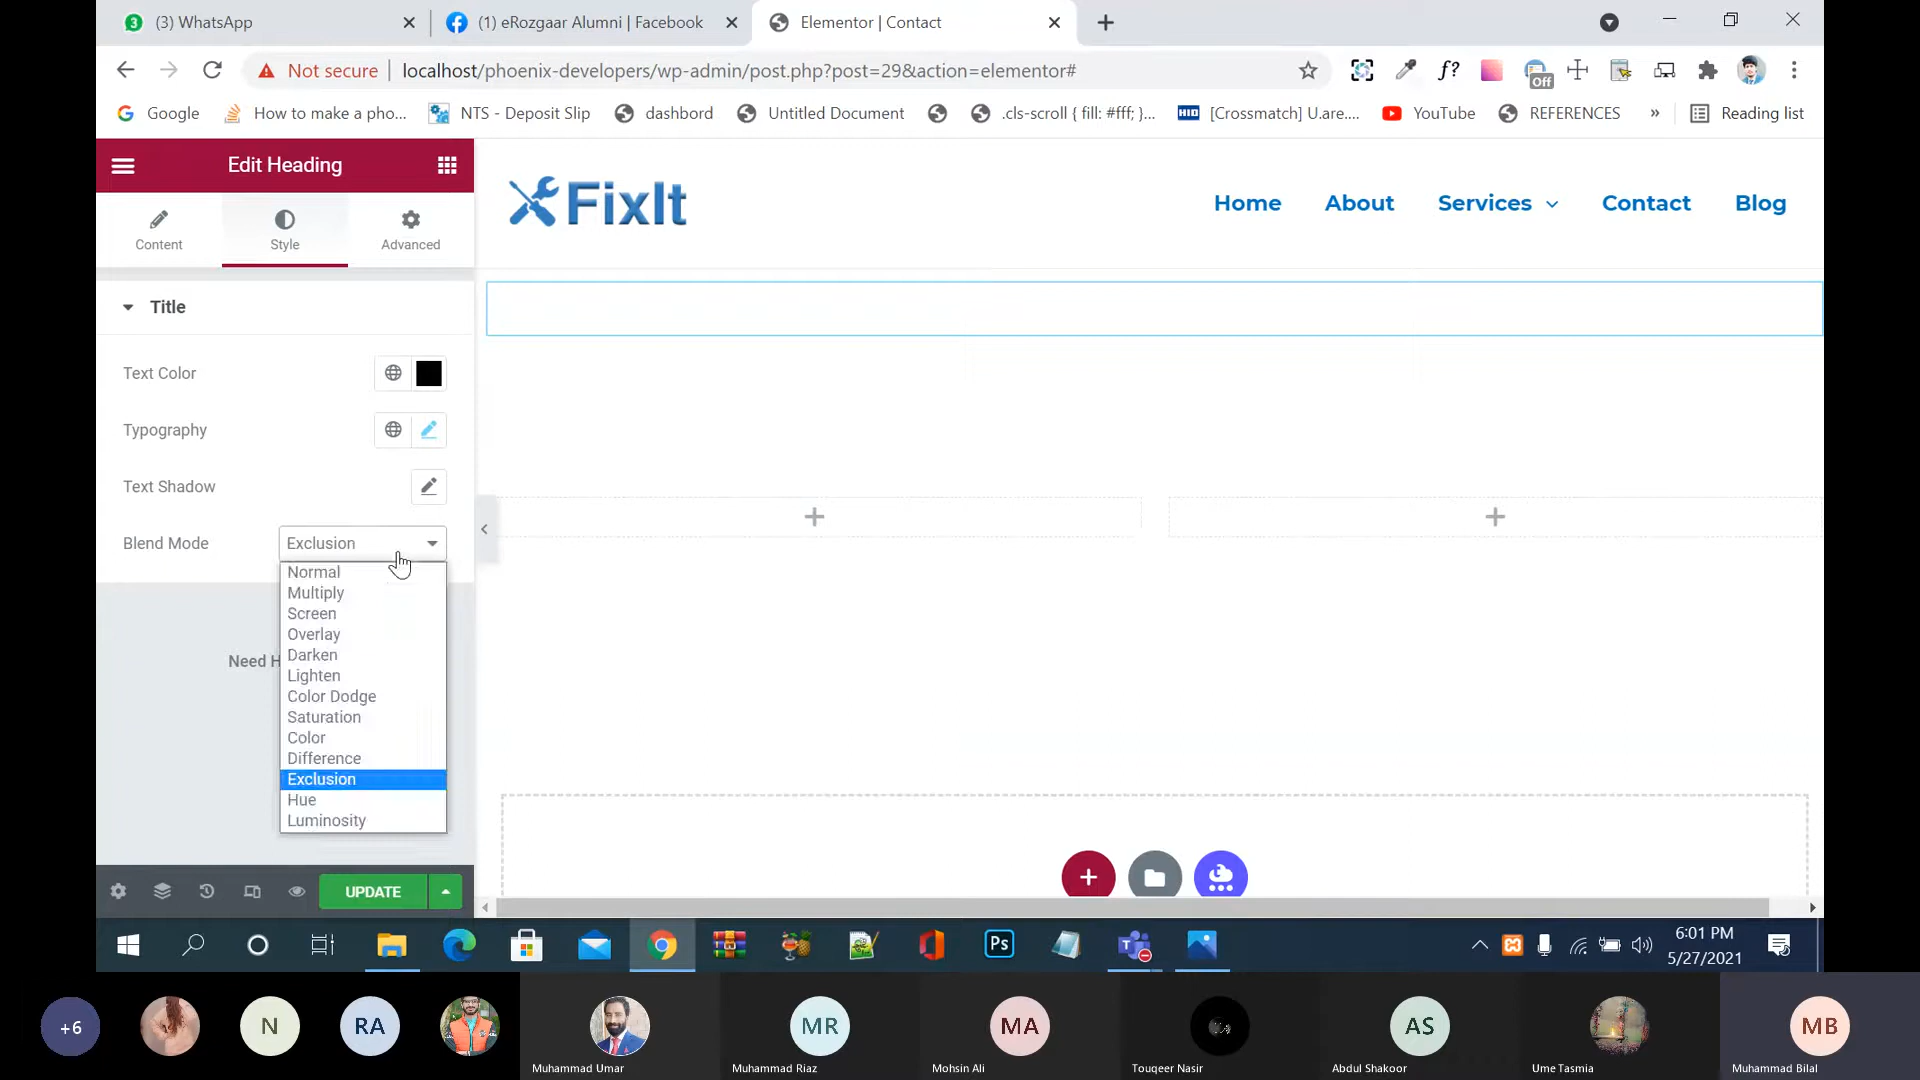 (3) WhatsApp
(1) eRozgaar Alumni | Facebook
Elementor | Contact
Not secure
localhost/phoenix-developers/wp-admin/post.php?post=29&action=elementor#
f?
Off
Google
How to make a pho...
NTS - Deposit Slip
dashbord
Untitled Document
.cls-scroll { fill: #fff; }...
HID
[Crossmatch] U.are....
YouTube
REFERENCES
»
Reading list
Edit Heading
Content
Style
Advanced
FixIt
Home
About
Services
Contact
Blog
Title
Text Color
Typography
Text Shadow
Blend Mode
Exclusion
Normal
Multiply
Screen
Overlay
Darken
Lighten
Color Dodge
Saturation
Color
Difference
Exclusion
Hue
Luminosity
Need H
UPDATE
Ps
6:01 PM
5/27/2021
+6
N
RA
Muhammad Umar
MR
Muhammad Riaz
MA
Mohsin Ali
Touqeer Nasir
AS
Abdul Shakoor
Ume Tasmia
MB
Muhammad Bilal